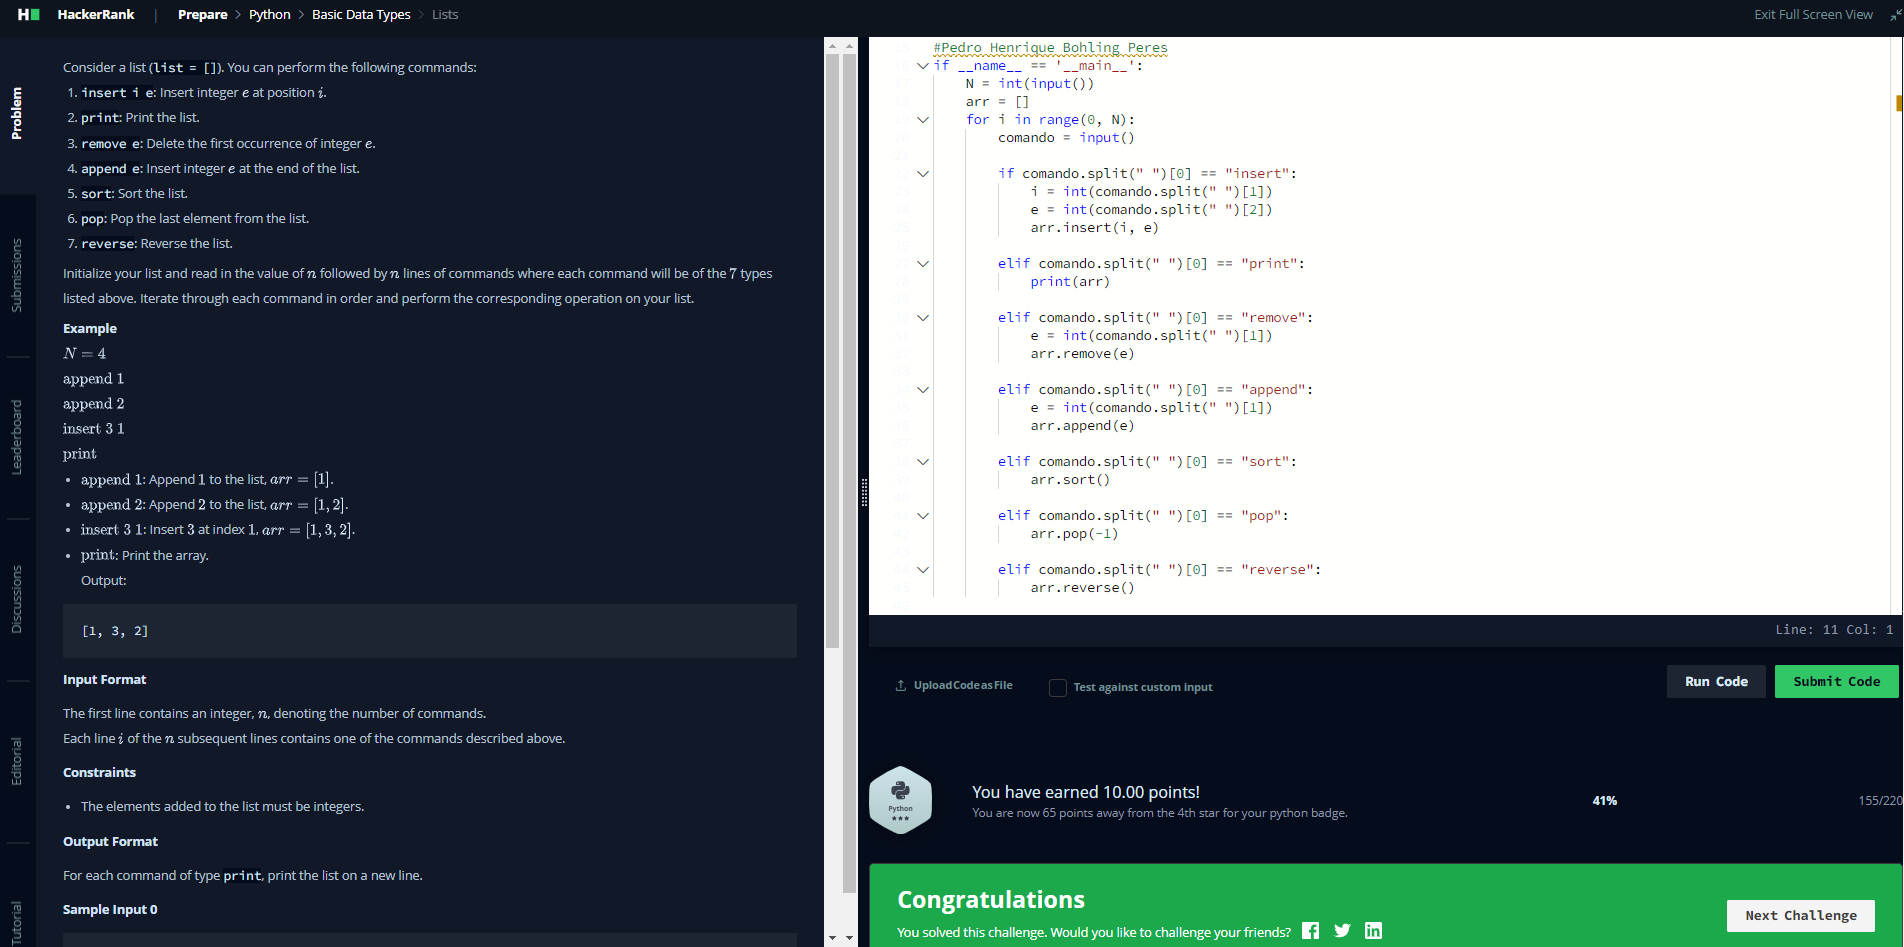 HackerRank | Prepare > Python > Basic Data Types > Lists
Exit Full Screen View
Problem
Submissions
Leaderboard
Discussions
Editorial
Tutorial
Consider a list (list = []). You can perform the following commands:
1. insert i e: Insert integer e at position i.
2. print: Print the list.
3. remove e: Delete the first occurrence of integer e.
4. append e: Insert integer e at the end of the list.
5. sort: Sort the list.
6. pop: Pop the last element from the list.
7. reverse: Reverse the list.
Initialize your list and read in the value of n followed by n lines of commands where each command will be of the 7 types
listed above. Iterate through each command in order and perform the corresponding operation on your list.
Example
N = 4
append 1
append 2
insert 3 1
print
• append 1: Append 1 to the list, arr = [1].
• append 2: Append 2 to the list, arr = [1, 2].
• insert 3 1: Insert 3 at index 1, arr = [1, 3, 2].
• print: Print the array.
Output:
[1, 3, 2]
Input Format
The first line contains an integer, n, denoting the number of commands.
Each line i of the n subsequent lines contains one of the commands described above.
Constraints
• The elements added to the list must be integers.
Output Format
For each command of type print, print the list on a new line.
Sample Input 0
#Pedro Henrique Bohling Peres
if __name__ == '__main__':
N = int(input())
arr = []
for i in range(0, N):
comando = input()
if comando.split(" ")[0] == "insert":
i = int(comando.split(" ")[1])
e = int(comando.split(" ")[2])
arr.insert(i, e)
elif comando.split(" ")[0] == "print":
print(arr)
elif comando.split(" ")[0] == "remove":
e = int(comando.split(" ")[1])
arr.remove(e)
elif comando.split(" ")[0] == "append":
e = int(comando.split(" ")[1])
arr.append(e)
elif comando.split(" ")[0] == "sort":
arr.sort()
elif comando.split(" ")[0] == "pop":
arr.pop(-1)
elif comando.split(" ")[0] == "reverse":
arr.reverse()
Line: 11 Col: 1
Upload Code as File
Test against custom input
Run Code
Submit Code
Python
You have earned 10.00 points!
You are now 65 points away from the 4th star for your python badge.
41%
155/220
Congratulations
You solved this challenge. Would you like to challenge your friends?
Next Challenge